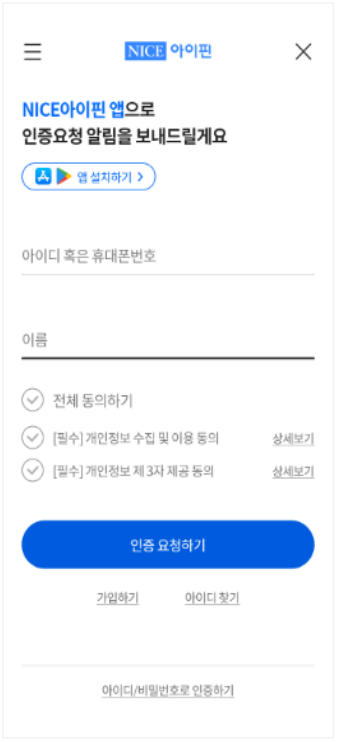 NICE 아이핀
NICE아이핀 앱으로
인증요청 알림을 보내드릴게요
앱 설치하기 >
아이디 혹은 휴대폰번호
이름
전체 동의하기
[필수] 개인정보 수집 및 이용 동의 상세보기
[필수] 개인정보 제 3자 제공 동의 상세보기
인증 요청하기
가입하기 아이디 찾기
아이디/비밀번호로 인증하기